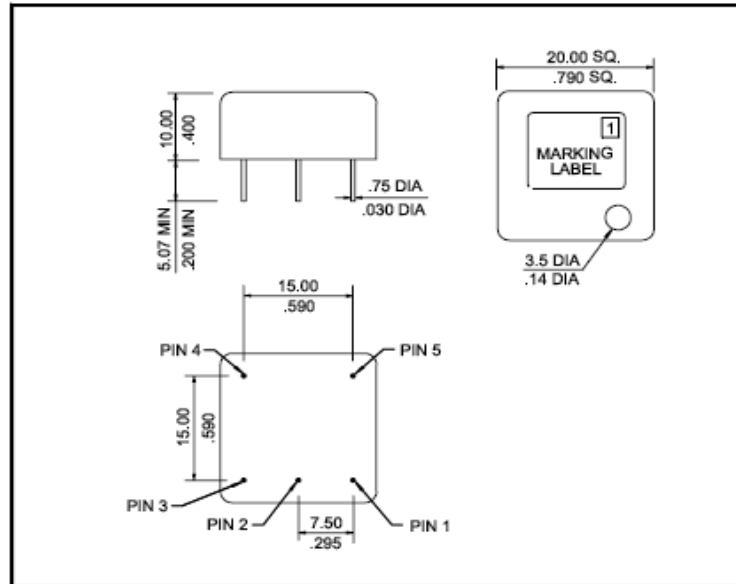 20.00 SQ.
.790 SQ.
10.00
.400
1
MARKING
LABEL
.75 DIA
.030 DIA
5.07 MIN
.200 MIN
3.5 DIA
.14 DIA
15.00
.590
PIN 4
PIN 5
15.00
.590
PIN 3
PIN 2
7.50
.295
PIN 1